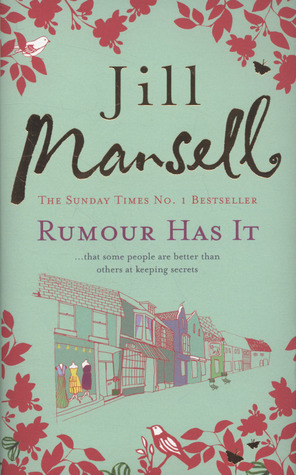 Jill
Mansell
THE SUNDAY TIMES NO. 1 BESTSELLER
RUMOUR HAS IT
...that some people are better than
others at keeping secrets